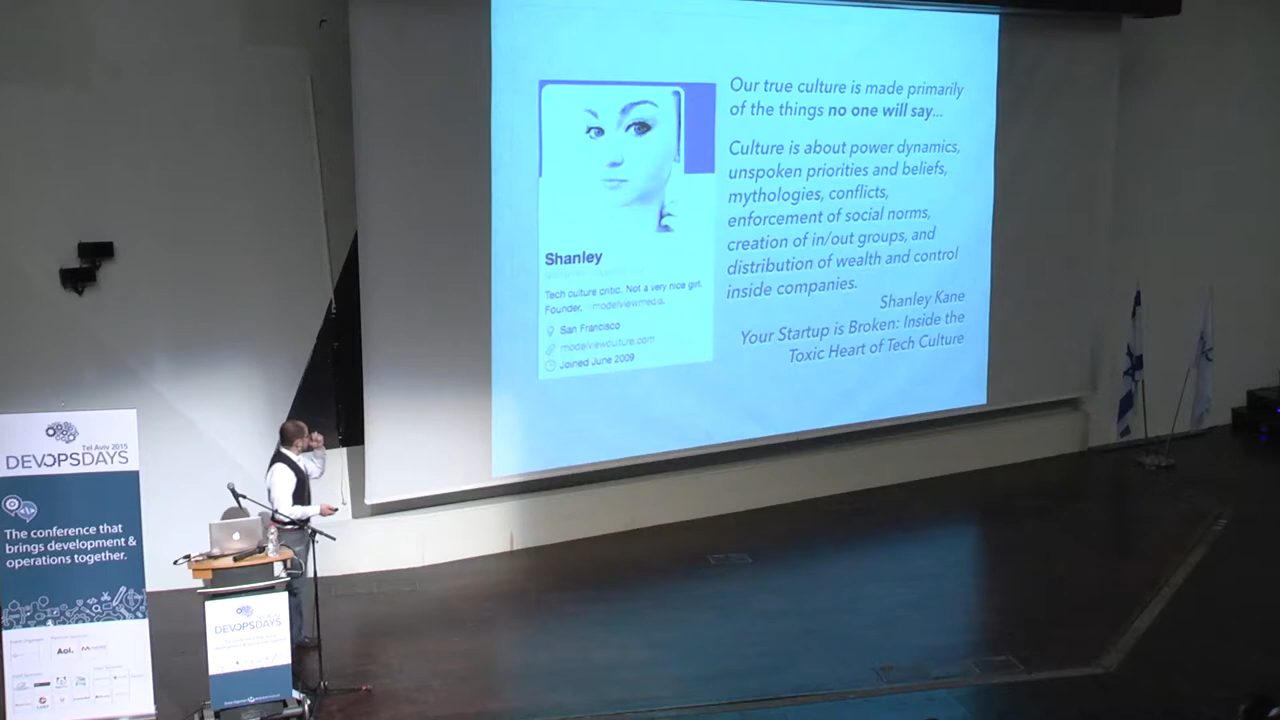 Our true culture is made primarily
of the things no one will say...
Culture is about power dynamics,
unspoken priorities and beliefs,
mythologies, conflicts,
enforcement of social norms,
creation of in/out groups, and
distribution of wealth and control
inside companies.
Shanley Kane
Your Startup is Broken: Inside the
Toxic Heart of Tech Culture
Shanley
Tech culture critic. Not a very nice girl.
Founder, modelviewmedia.
San Francisco
modelviewculture.com
Joined June 2009
Tel Aviv 2015
DEVOPSDAYS
The conference that
brings development &
operations together.
Aol.
DEVOPSDAYS